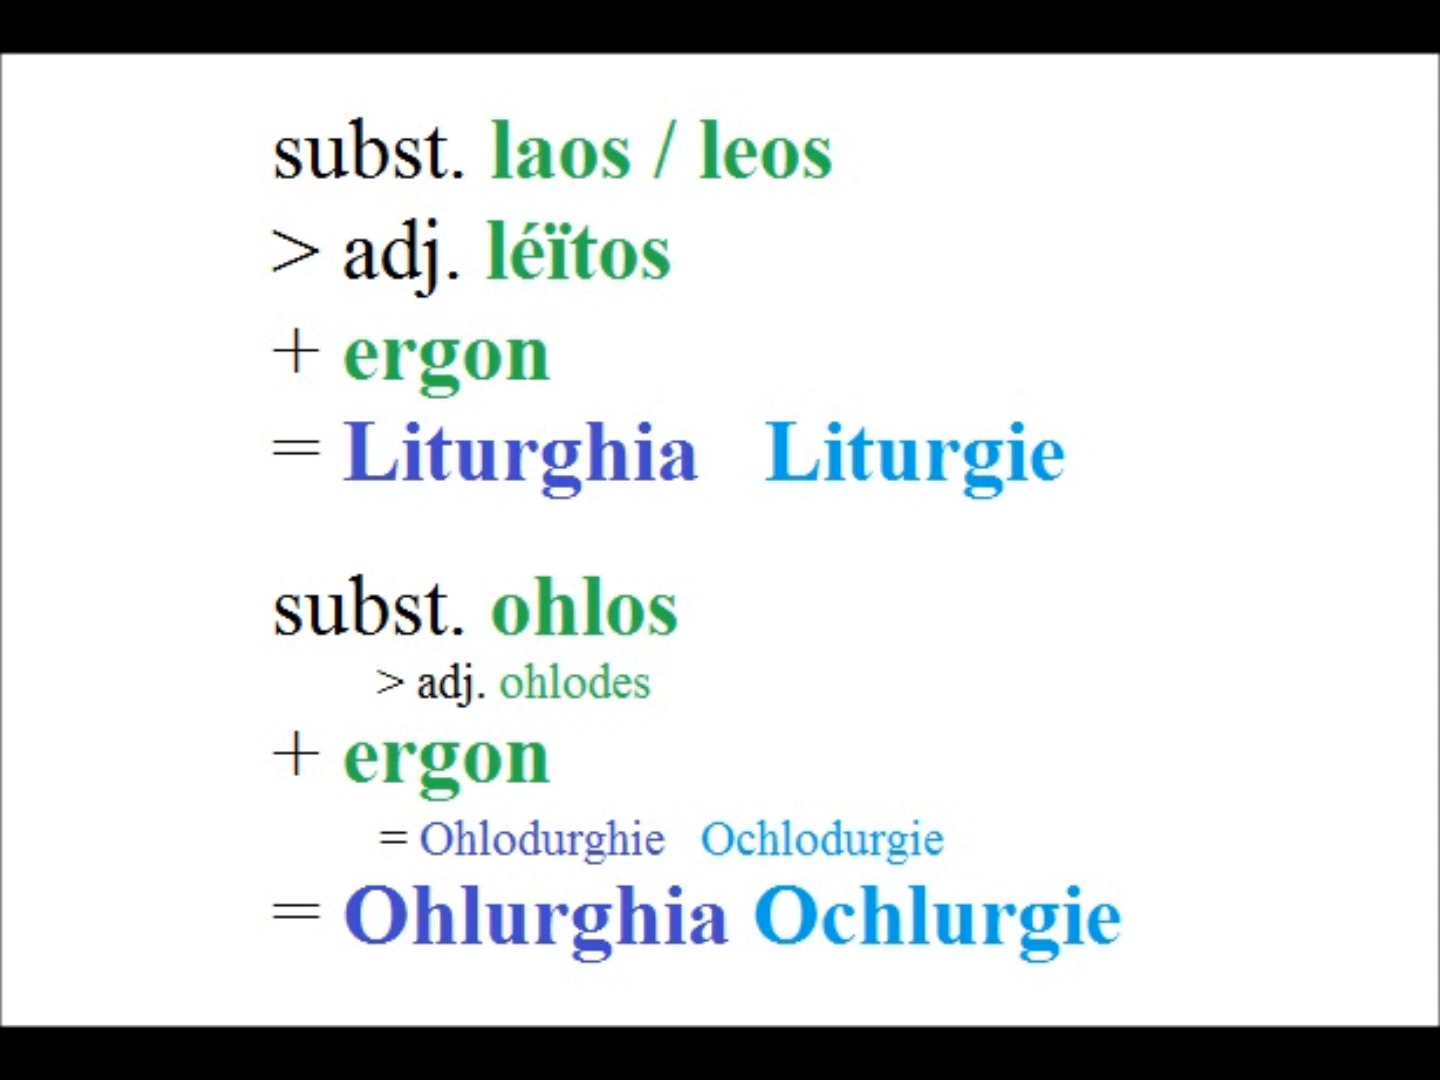 subst. laos / leos
> adj. léïtos
+ ergon
= Liturghia Liturgie
subst. ohlos
> adj. ohlodes
+ ergon
= Ohlodurghie Ochlodurgie
= Ohlurghia Ochlurgie